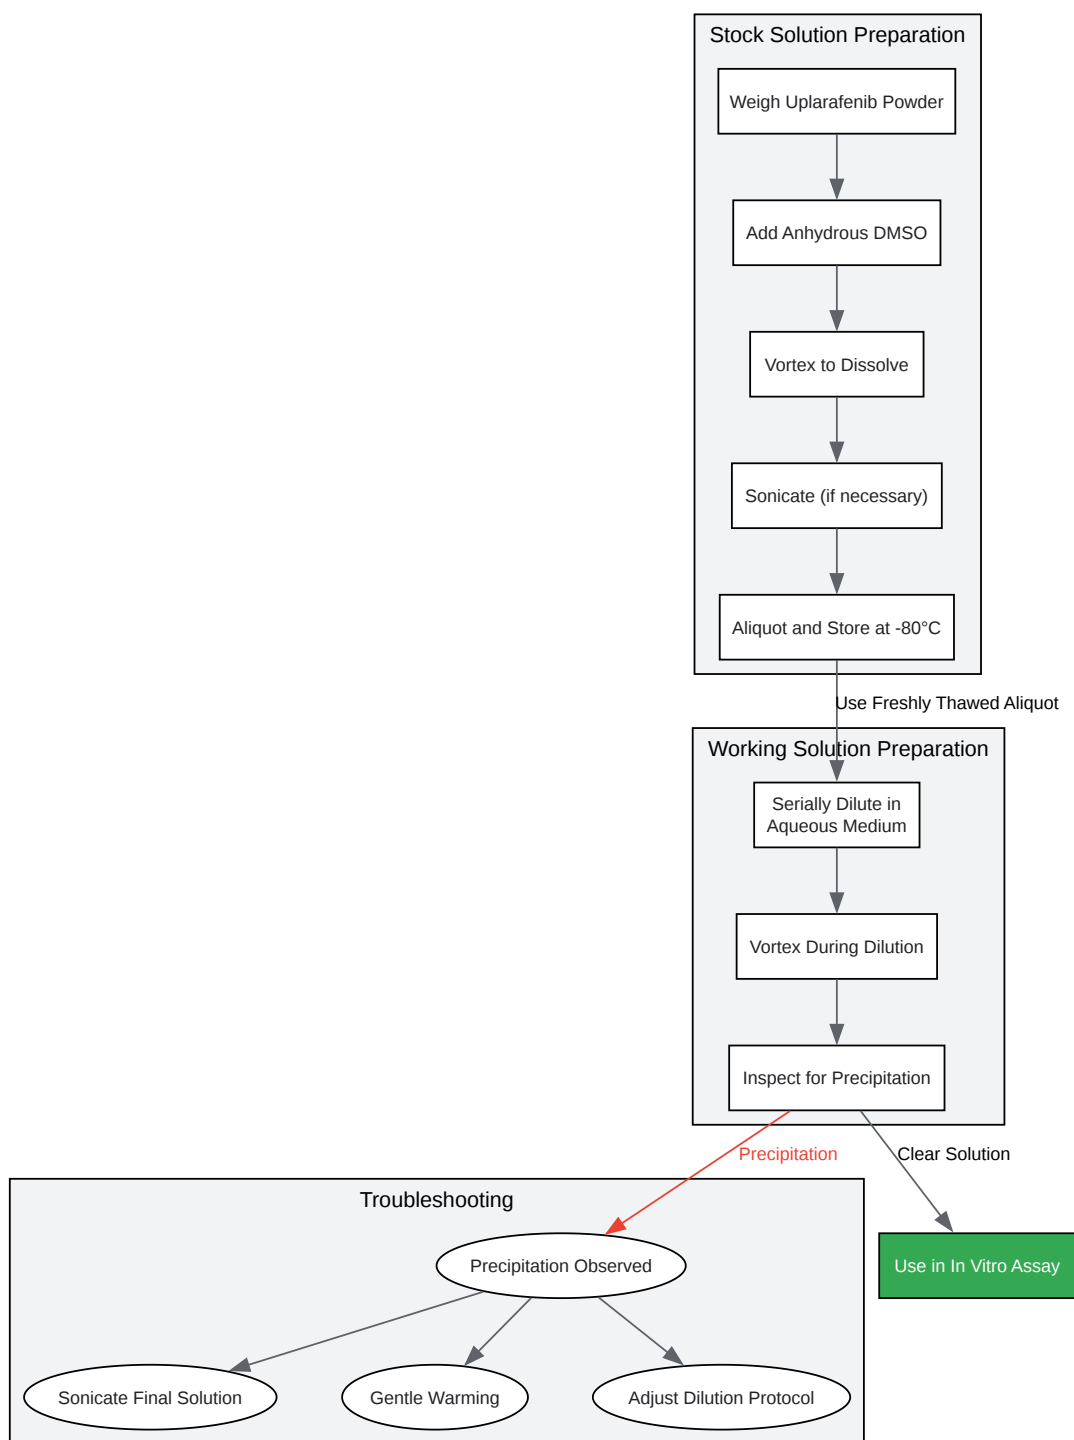 Stock Solution Preparation
Weigh Uplarafenib Powder
Add Anhydrous DMSO
Vortex to Dissolve
Sonicate (if necessary)
Aliquot and Store at -80°C
Use Freshly Thawed Aliquot
Working Solution Preparation
Serially Dilute in
Aqueous Medium
Vortex During Dilution
Inspect for Precipitation
Precipitation
Clear Solution
Troubleshooting
Precipitation Observed
Use in In Vitro Assay
Sonicate Final Solution
Gentle Warming
Adjust Dilution Protocol